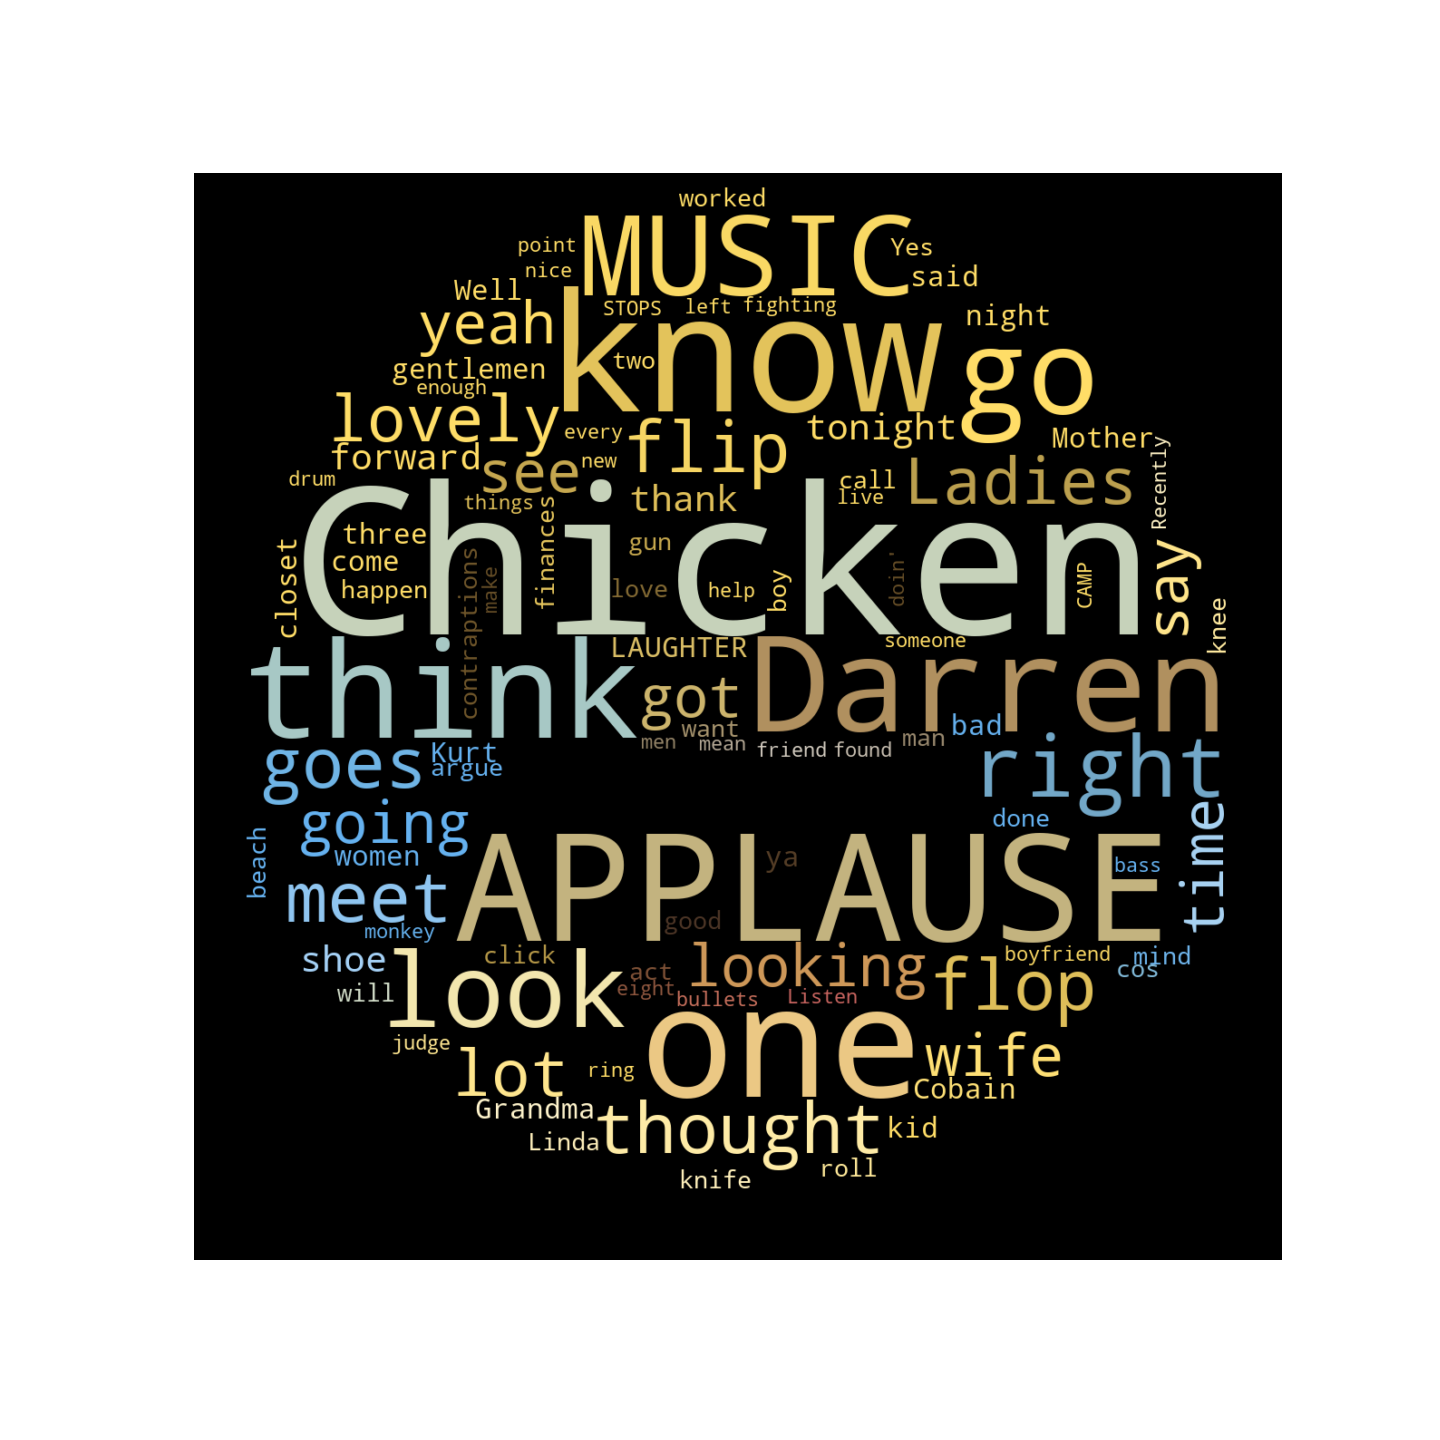 worked
MUSIC
point
Yes
nice
said
Well
STOPS left fighting
night
yeah
know
go
two
gentlemen
enough
lovely
every
flip
tonight
Mother
forward
see
new
Ladies
Recently
drum
call
live
things
thank
Chicken
three
finances
gun
closet
come
happen
contraptions
make
love
help
boy
doin'
CAMP
say
knee
think
LAUGHTER
someone
Darren
got
want
men
mean
friend
found
man
bad
goes
Kurt
argue
right
going
women
done
time
beach
meet
APPLAUSE
ya
bass
monkey
good
shoe
look
click
act
looking
flop
boyfriend
mind
cos
will
eight
bullets
Listen
judge
one
lot
ring
wife
Cobain
Grandma
thought
kid
Linda
knife
roll